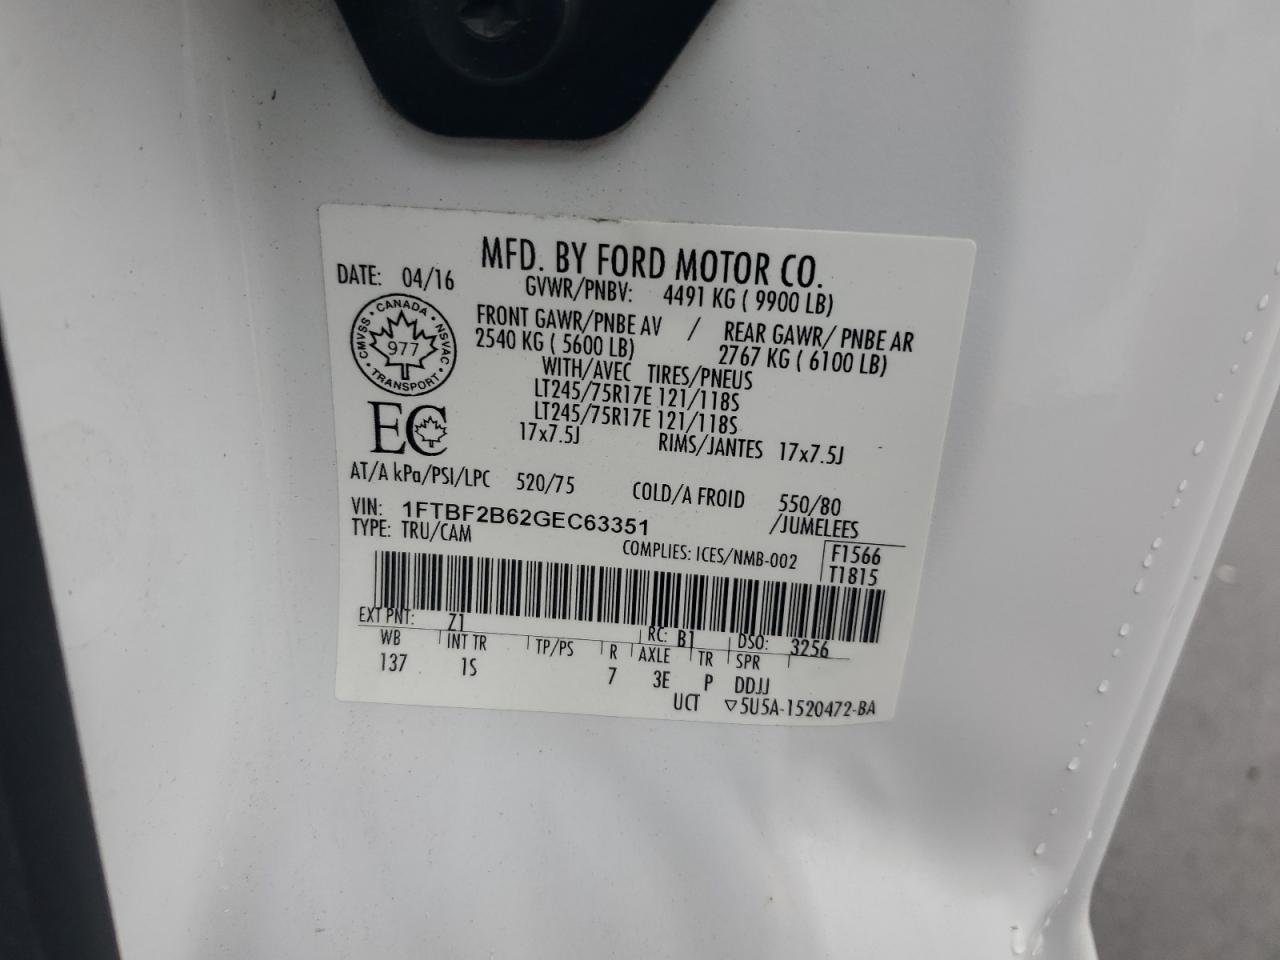 MFD. BY FORD MOTOR CO.
DATE: 04/16
GVWR/PNBV: 4491 KG ( 9900 LB)
FRONT GAWR/PNBE AV / REAR GAWR/ PNBE AR
2540 KG ( 5600 LB) 2767 KG ( 6100 LB)
WITH/AVEC TIRES/PNEUS
LT245/75R17E 121/118S
LT245/75R17E 121/118S
17x7.5J RIMS/JANTES 17x7.5J
CANADA
CMVSS NSVAC
977
TRANSPORT
EC
AT/A kPa/PSI/LPC 520/75 COLD/A FROID 550/80
VIN: 1FTBF2B62GEC63351 /JUMELEES
TYPE: TRU/CAM
COMPLIES: ICES/NMB-002 F1566
T1815
EXT PNT: Z1 RC: B1 DSO: 3256
WB INT TR TP/PS R AXLE TR SPR
137 1S 7 3E P DDJJ
UCT ▽5U5A-1520472-BA